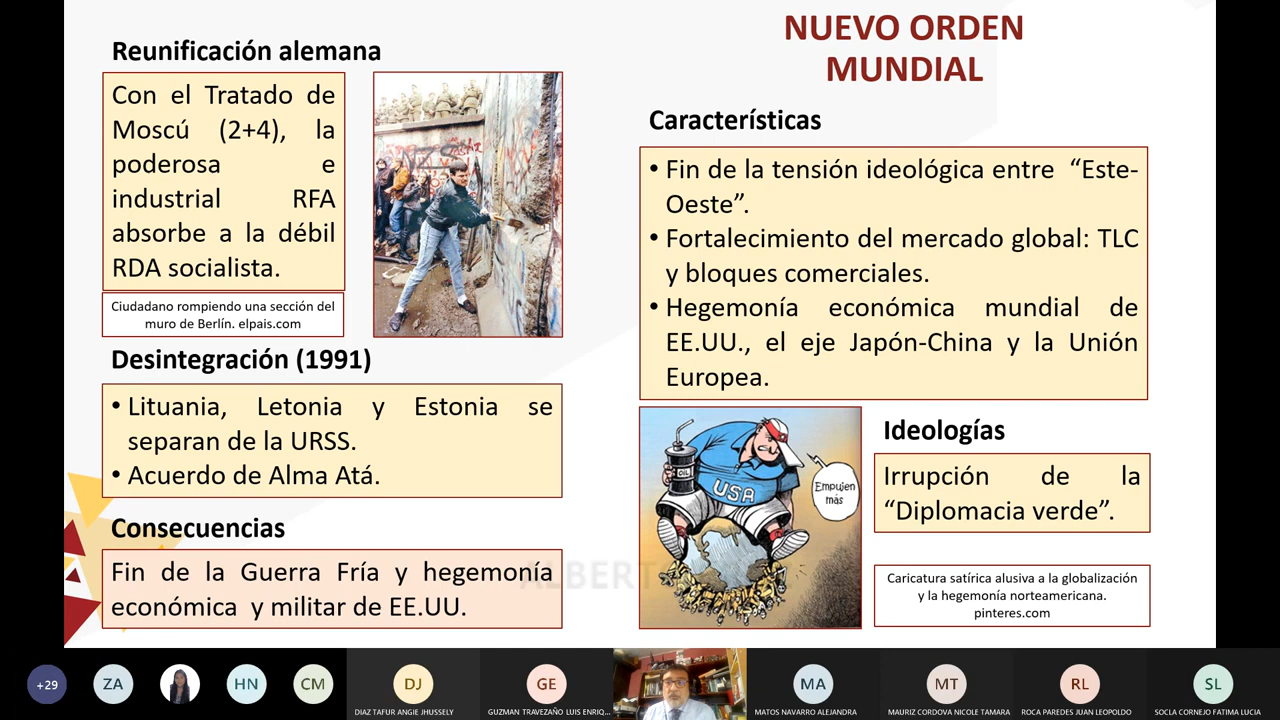 Reunificación alemana
Con el Tratado de
Moscú (2+4), la
poderosa e
industrial RFA
absorbe a la débil
RDA socialista.
Ciudadano rompiendo una sección del
muro de Berlín. elpais.com
Desintegración (1991)
• Lituania, Letonia y Estonia se
separan de la URSS.
• Acuerdo de Alma Atá.
Consecuencias
Fin de la Guerra Fría y hegemonía
económica y militar de EE.UU.
NUEVO ORDEN
MUNDIAL
Características
• Fin de la tensión ideológica entre “Este-
Oeste”.
• Fortalecimiento del mercado global: TLC
y bloques comerciales.
• Hegemonía económica mundial de
EE.UU., el eje Japón-China y la Unión
Europea.
OIL
USA
Empujen
más
Ideologías
Irrupción de la
“Diplomacia verde”.
Caricatura satírica alusiva a la globalización
y la hegemonía norteamericana.
pinteres.com
+29
ZA
HN
CM
DJ
DIAZ TAFUR ANGIE JHUSSELY
GE
GUZMAN TRAVEZAÑO LUIS ENRIQ...
MA
MATOS NAVARRO ALEJANDRA
MT
MAURIZ CORDOVA NICOLE TAMARA
RL
ROCA PAREDES JUAN LEOPOLDO
SL
SOCLA CORNEJO FATIMA LUCIA